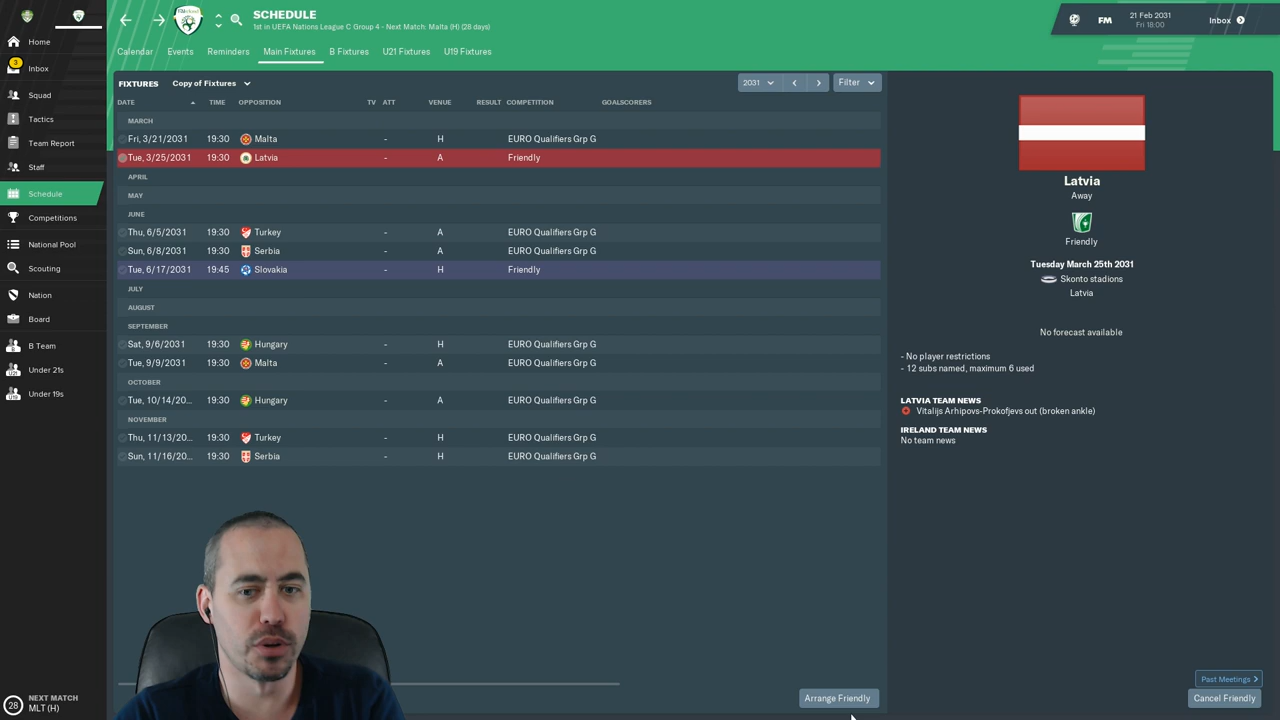 SCHEDULE
1st in UEFA Nations League C Group 4 - Next Match: Malta (H) (28 days)
21 Feb 2031
Fri 18:00
FM
Inbox
Calendar
Events
Reminders
Main Fixtures
B Fixtures
U21 Fixtures
U19 Fixtures
Home
3
Inbox
Squad
Tactics
Team Report
Staff
Schedule
Competitions
National Pool
Scouting
Nation
Board
B Team
Under 21s
Under 19s
28
NEXT MATCH
MLT (H)
FIXTURES Copy of Fixtures
2031
Filter
DATE TIME OPPOSITION TV ATT VENUE RESULT COMPETITION GOALSCORERS
MARCH
Fri, 3/21/2031 19:30 Malta - H EURO Qualifiers Grp G
Tue, 3/25/2031 19:30 Latvia - A Friendly
APRIL
MAY
JUNE
Thu, 6/5/2031 19:30 Turkey - A EURO Qualifiers Grp G
Sun, 6/8/2031 19:30 Serbia - A EURO Qualifiers Grp G
Tue, 6/17/2031 19:45 Slovakia - H Friendly
JULY
AUGUST
SEPTEMBER
Sat, 9/6/2031 19:30 Hungary - H EURO Qualifiers Grp G
Tue, 9/9/2031 19:30 Malta - A EURO Qualifiers Grp G
OCTOBER
Tue, 10/14/20... 19:30 Hungary - A EURO Qualifiers Grp G
NOVEMBER
Thu, 11/13/20... 19:30 Turkey - H EURO Qualifiers Grp G
Sun, 11/16/20... 19:30 Serbia - H EURO Qualifiers Grp G
Arrange Friendly
Latvia
Away
Friendly
Tuesday March 25th 2031
Skonto stadions
Latvia
No forecast available
- No player restrictions
- 12 subs named, maximum 6 used
LATVIA TEAM NEWS
Vitalijs Arhipovs-Prokofjevs out (broken ankle)
IRELAND TEAM NEWS
No team news
Past Meetings
Cancel Friendly